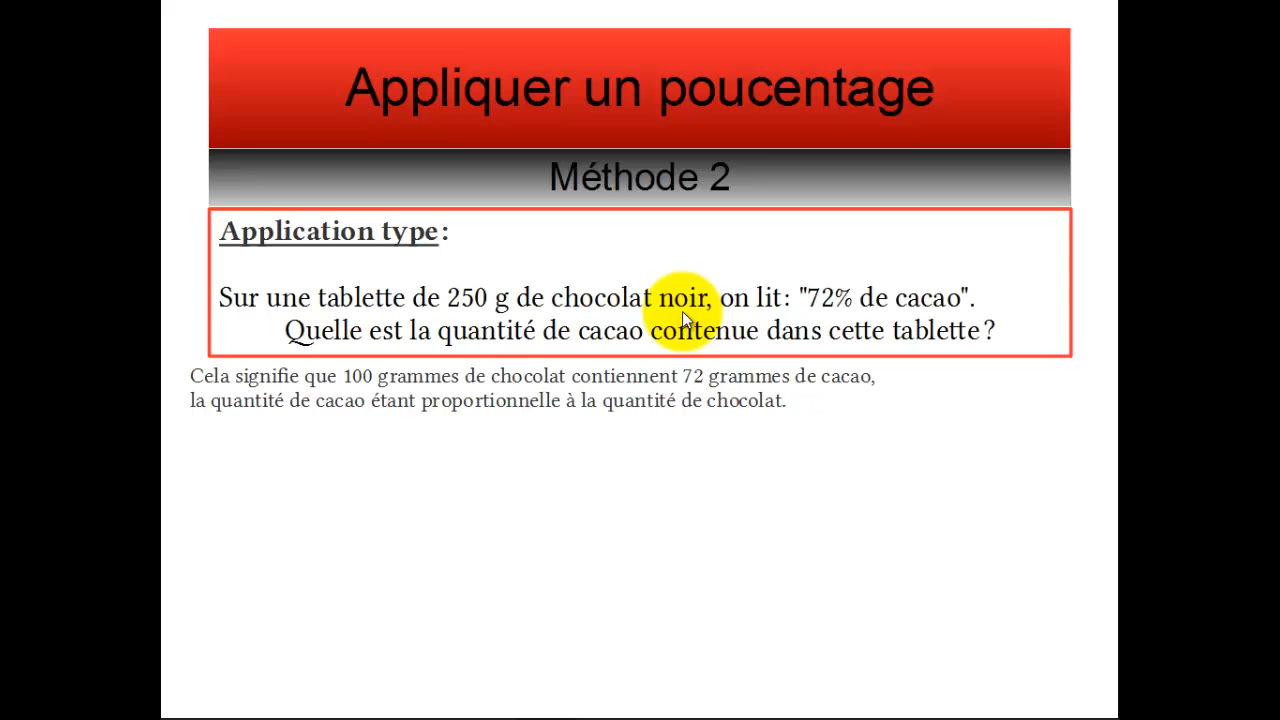 Appliquer un poucentage
Méthode 2
Application type:
Sur une tablette de 250 g de chocolat noir, on lit: "72% de cacao".
Quelle est la quantité de cacao contenue dans cette tablette?
Cela signifie que 100 grammes de chocolat contiennent 72 grammes de cacao,
la quantité de cacao étant proportionnelle à la quantité de chocolat.